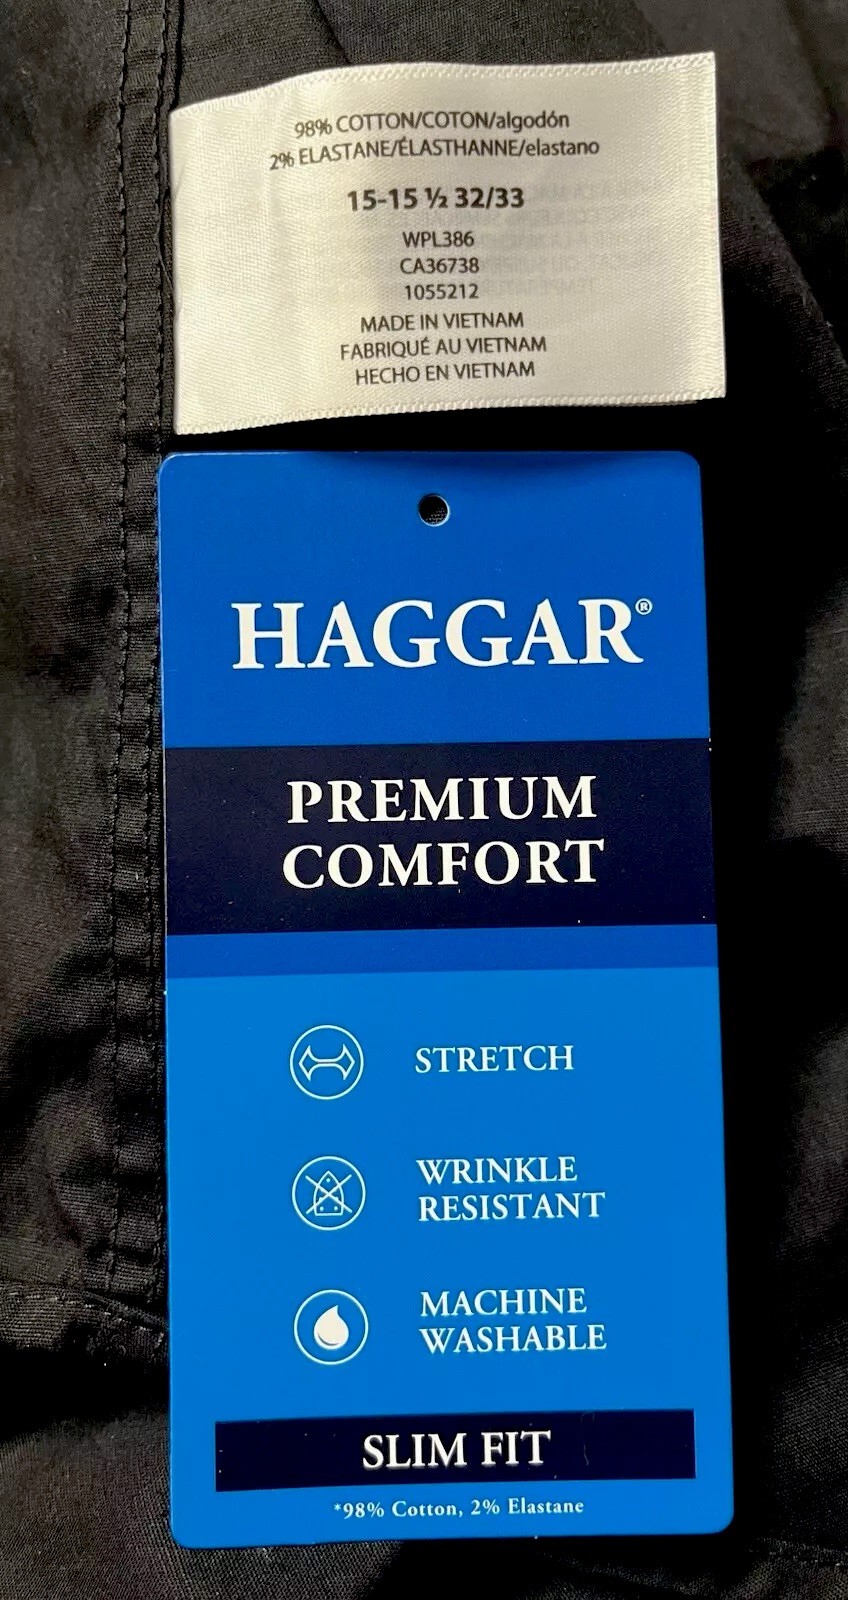 98% COTTON/COTON/algodón
2% ELASTANE/ÉLASTHANNE/elastano
15-15 ½ 32/33
WPL386
CA36738
1055212
MADE IN VIETNAM
FABRIQUÉ AU VIETNAM
HECHO EN VIETNAM
HAGGAR®
PREMIUM
COMFORT
STRETCH
WRINKLE
RESISTANT
MACHINE
WASHABLE
SLIM FIT
*98% Cotton, 2% Elastane